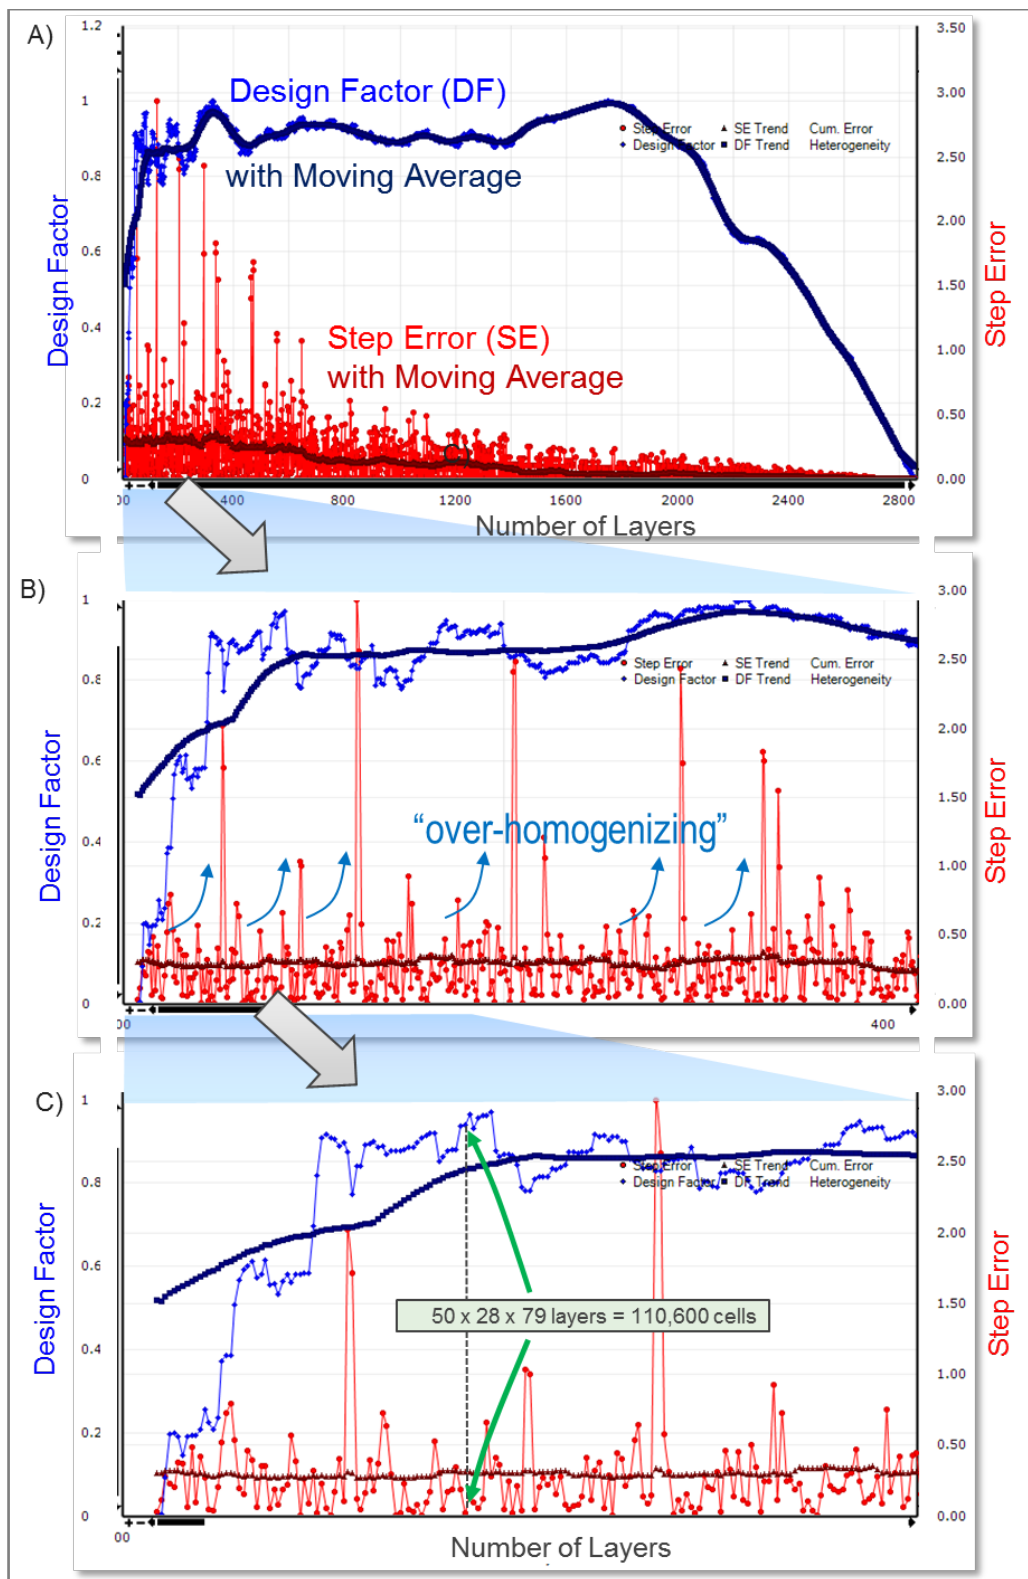 A)
1.2
3.50
Design Factor (DF)
1
3.00
Step Error
SE Trend
Cum. Error
Design Factor
DF Trend
Heterogeneity
with Moving Average
0.8
2.50
Design Factor
0.6
2.00
Step Error
1.50
0.4
Step Error (SE)
1.00
with Moving Average
0.2
0.50
0
0.00
00
400
800
1200
1600
2000
2400
2800
Number of Layers
B)
1
3.00
Step Error
SE Trend
Cum. Error
Design Factor
DF Trend
Heterogeneity
2.50
0.8
2.00
Design Factor
0.6
1.50
Step Error
"over-homogenizing"
0.4
1.00
0.2
0.50
0
0.00
00
400
C)
1
3.00
Step Error
SE Trend
Cum. Error
Design Factor
DF Trend
Heterogeneity
2.50
0.8
2.00
Design Factor
0.6
1.50
Step Error
50 x 28 x 79 layers = 110,600 cells
0.4
1.00
0.2
0.50
0
0.00
00
Number of Layers